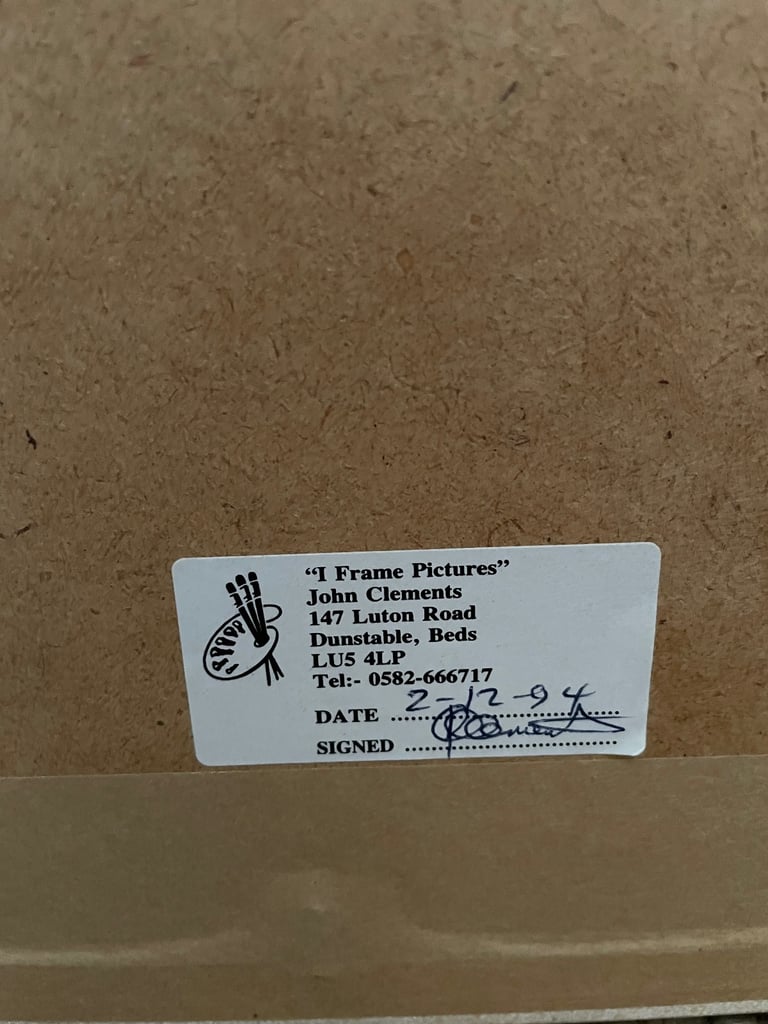 “I Frame Pictures”
John Clements
147 Luton Road
Dunstable, Beds
LU5 4LP
Tel:- 0582-666717
DATE 2-12-94
SIGNED